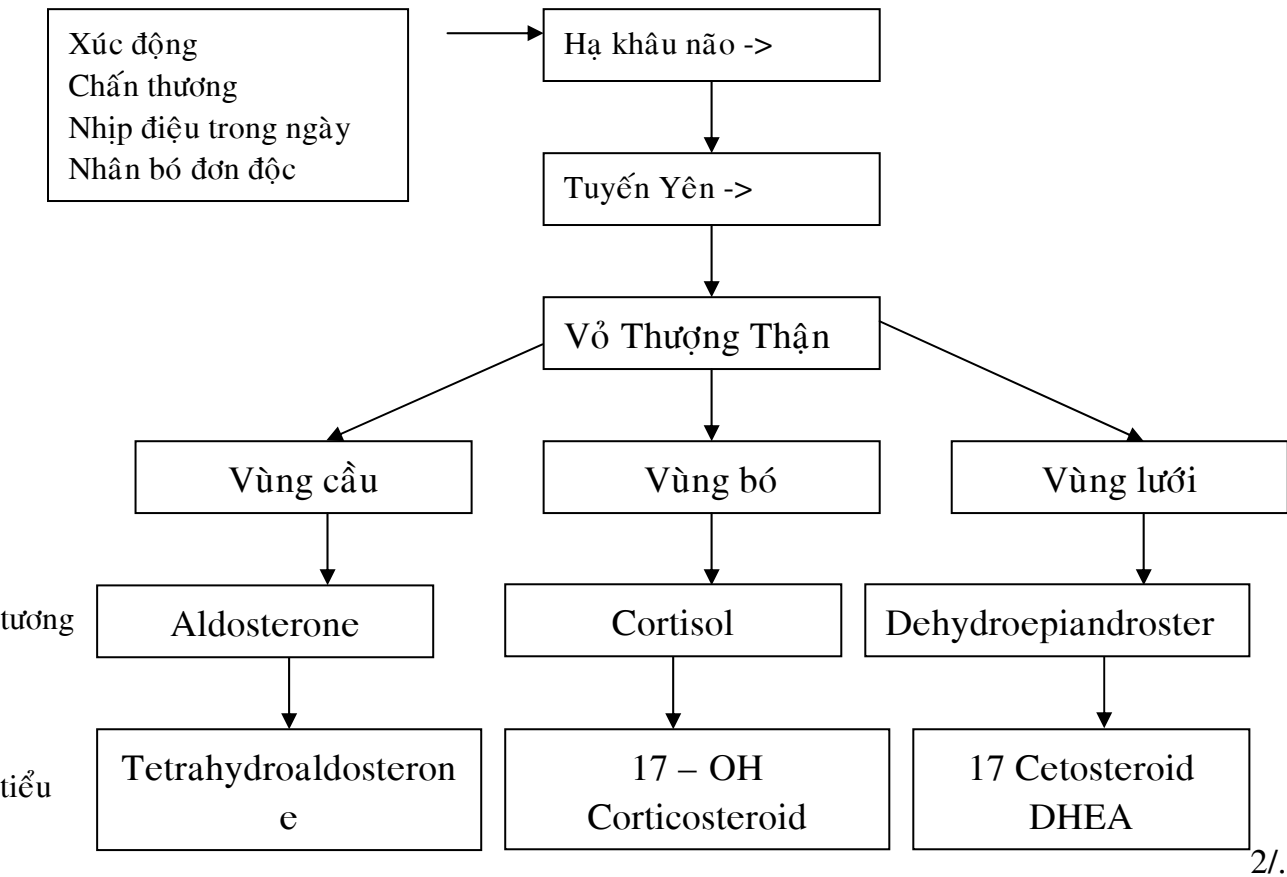 Xúc động
Chấn thương
Nhịp điệu trong ngày
Nhân bó đơn độc
Hạ khâu não ->
Tuyến Yên ->
Vỏ Thượng Thận
Vùng cầu
Vùng bó
Vùng lưới
tương
Aldosterone
Cortisol
Dehydroepiandroster
tiểu
Tetrahydroaldosteron
e
17 – OH
Corticosteroid
17 Cetosteroid
DHEA
2/.